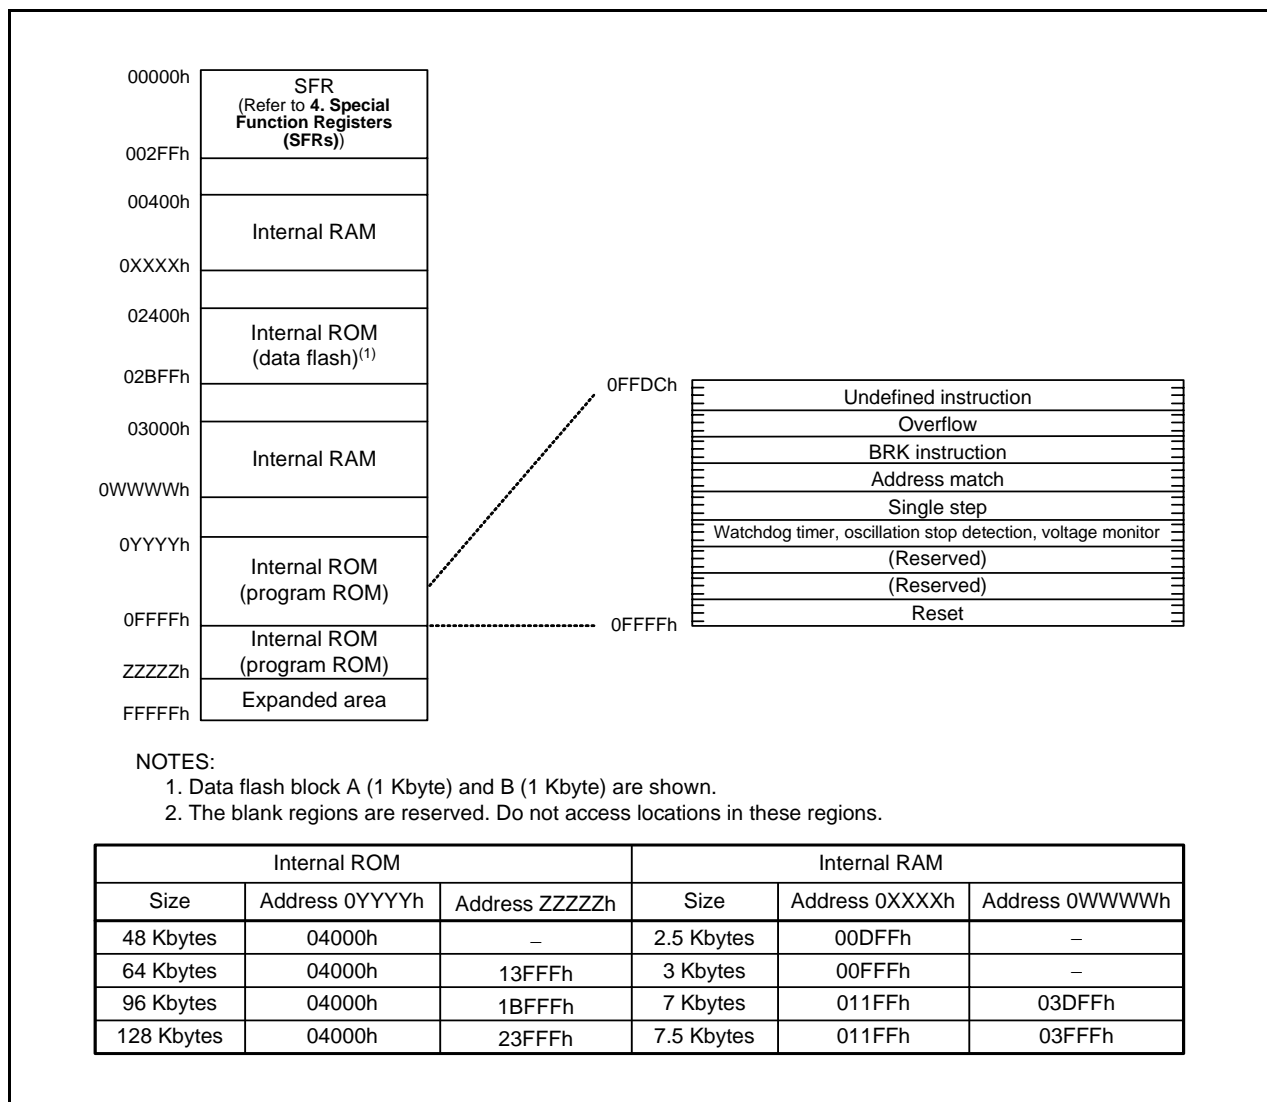 00000h
SFR
(Refer to 4. Special
Function Registers
(SFRs))
002FFh
00400h
Internal RAM
0XXXXh
02400h
Internal ROM
(data flash)(1)
02BFFh
03000h
Internal RAM
0WWWWh
0YYYYh
Internal ROM
(program ROM)
0FFFFh
Internal ROM
(program ROM)
ZZZZZh
Expanded area
FFFFFh
0FFDCh
Undefined instruction
Overflow
BRK instruction
Address match
Single step
Watchdog timer, oscillation stop detection, voltage monitor
(Reserved)
(Reserved)
Reset
0FFFFh
NOTES:
1. Data flash block A (1 Kbyte) and B (1 Kbyte) are shown.
2. The blank regions are reserved. Do not access locations in these regions.
Internal ROM Internal RAM
Size Address 0YYYYh Address ZZZZZh Size Address 0XXXXh Address 0WWWWh
48 Kbytes 04000h − 2.5 Kbytes 00DFFh −
64 Kbytes 04000h 13FFFh 3 Kbytes 00FFFh −
96 Kbytes 04000h 1BFFFh 7 Kbytes 011FFh 03DFFh
128 Kbytes 04000h 23FFFh 7.5 Kbytes 011FFh 03FFFh